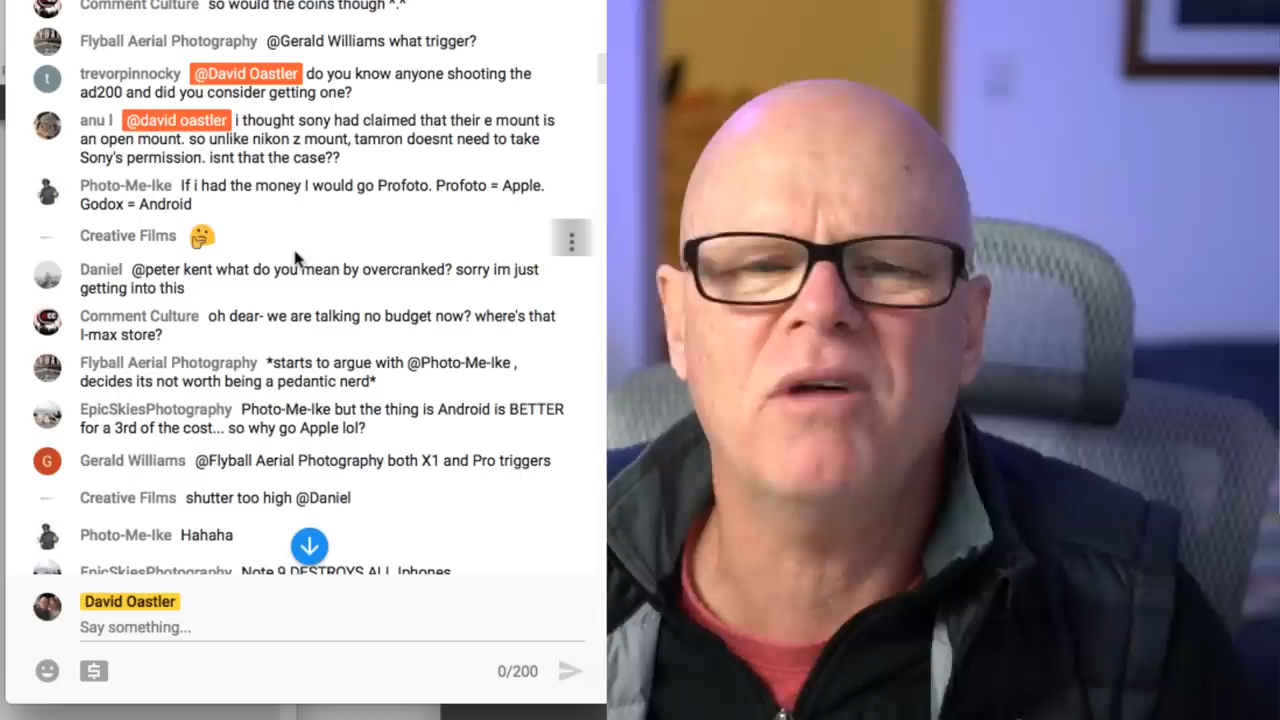 Comment Culture so would the coins though ^.^
Flyball Aerial Photography @Gerald Williams what trigger?
trevorpinnocky @David Oastler do you know anyone shooting the
ad200 and did you consider getting one?
anu l @david oastler i thought sony had claimed that their e mount is
an open mount. so unlike nikon z mount, tamron doesnt need to take
Sony's permission. isnt that the case??
Photo-Me-Ike If i had the money I would go Profoto. Profoto = Apple.
Godox = Android
Creative Films
Daniel @peter kent what do you mean by overcranked? sorry im just
getting into this
Comment Culture oh dear- we are talking no budget now? where's that
I-max store?
Flyball Aerial Photography *starts to argue with @Photo-Me-Ike ,
decides its not worth being a pedantic nerd*
EpicSkiesPhotography Photo-Me-Ike but the thing is Android is BETTER
for a 3rd of the cost... so why go Apple lol?
G Gerald Williams @Flyball Aerial Photography both X1 and Pro triggers
Creative Films shutter too high @Daniel
Photo-Me-Ike Hahaha
EpicSkiesPhotography Note 9 DESTROYS ALL Iphones
David Oastler
Say something...
0/200